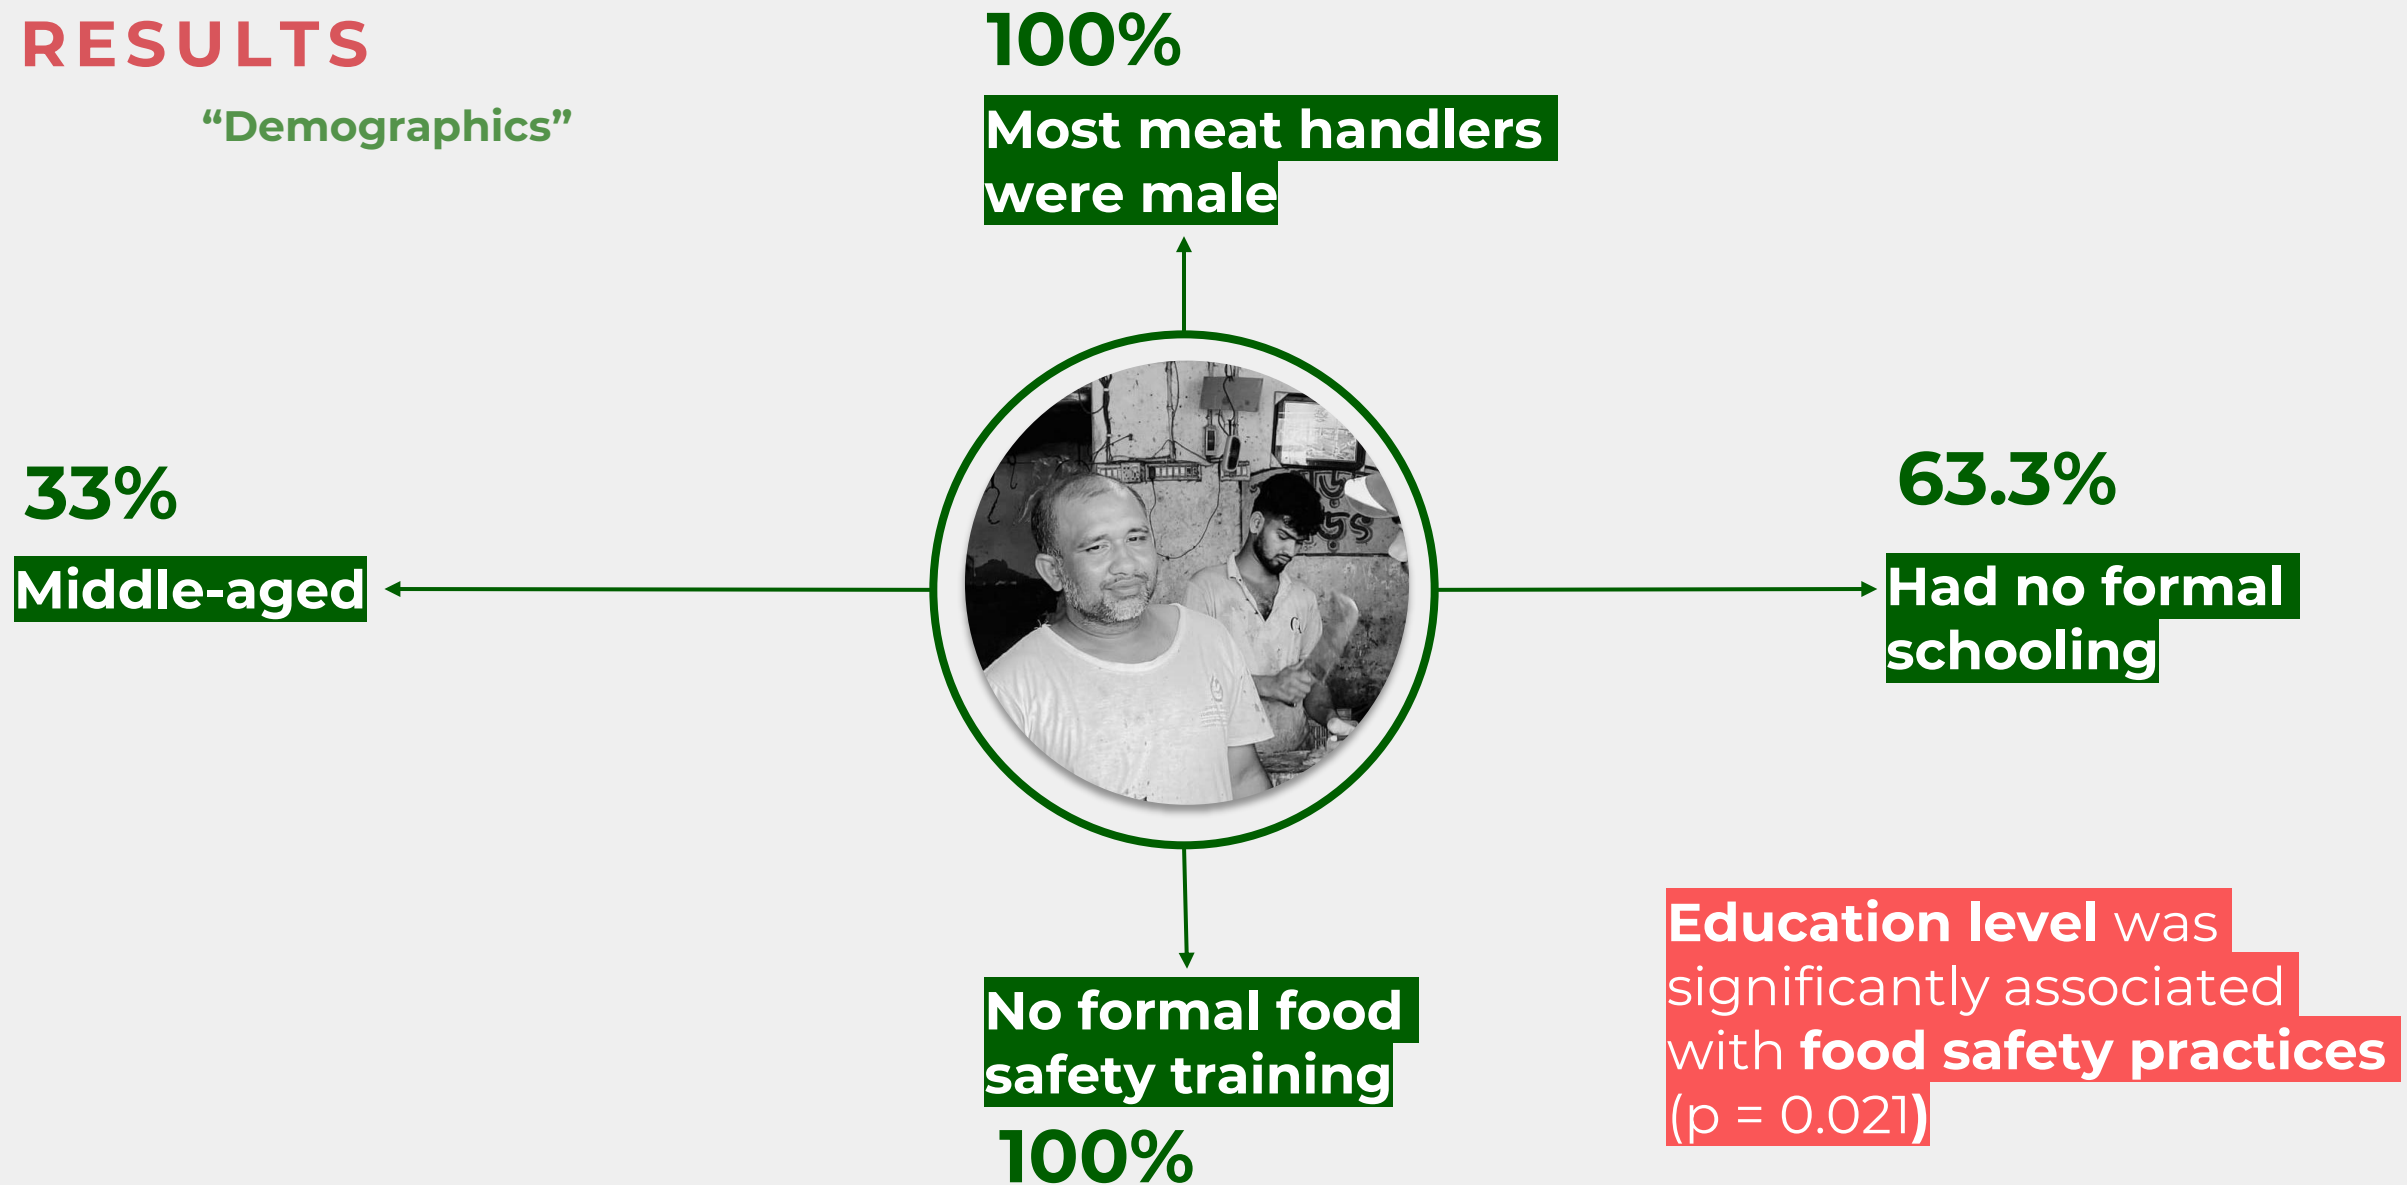 RESULTS
“Demographics”
100%
Most meat handlers
were male
33%
Middle-aged
63.3%
Had no formal
schooling
No formal food
safety training
100%
Education level was
significantly associated
with food safety practices
(p = 0.021)